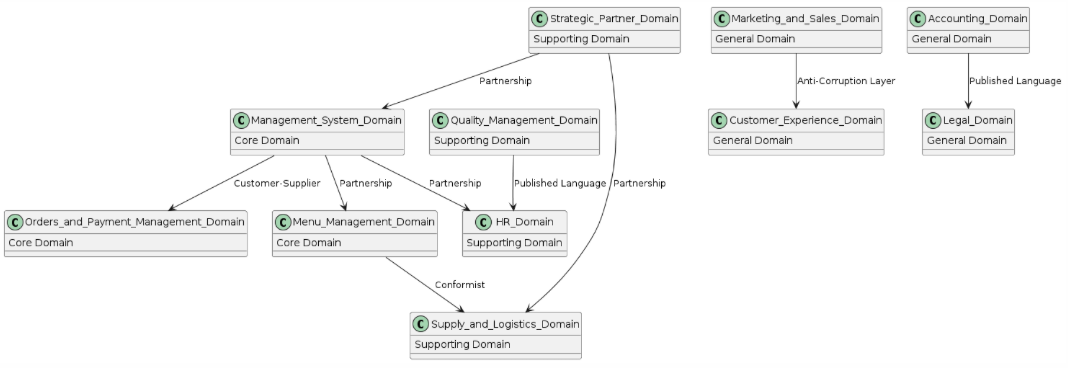 C Strategic_Partner_Domain
Supporting Domain
C Marketing_and_Sales_Domain
General Domain
C Accounting_Domain
General Domain
Partnership
Anti-Corruption Layer
Published Language
C Management_System_Domain
Core Domain
C Quality_Management_Domain
Supporting Domain
C Customer_Experience_Domain
General Domain
C Legal_Domain
General Domain
Customer-Supplier
Partnership
Partnership
Published Language
Partnership
C Orders_and_Payment_Management_Domain
Core Domain
C Menu_Management_Domain
Core Domain
C HR_Domain
Supporting Domain
Conformist
C Supply_and_Logistics_Domain
Supporting Domain